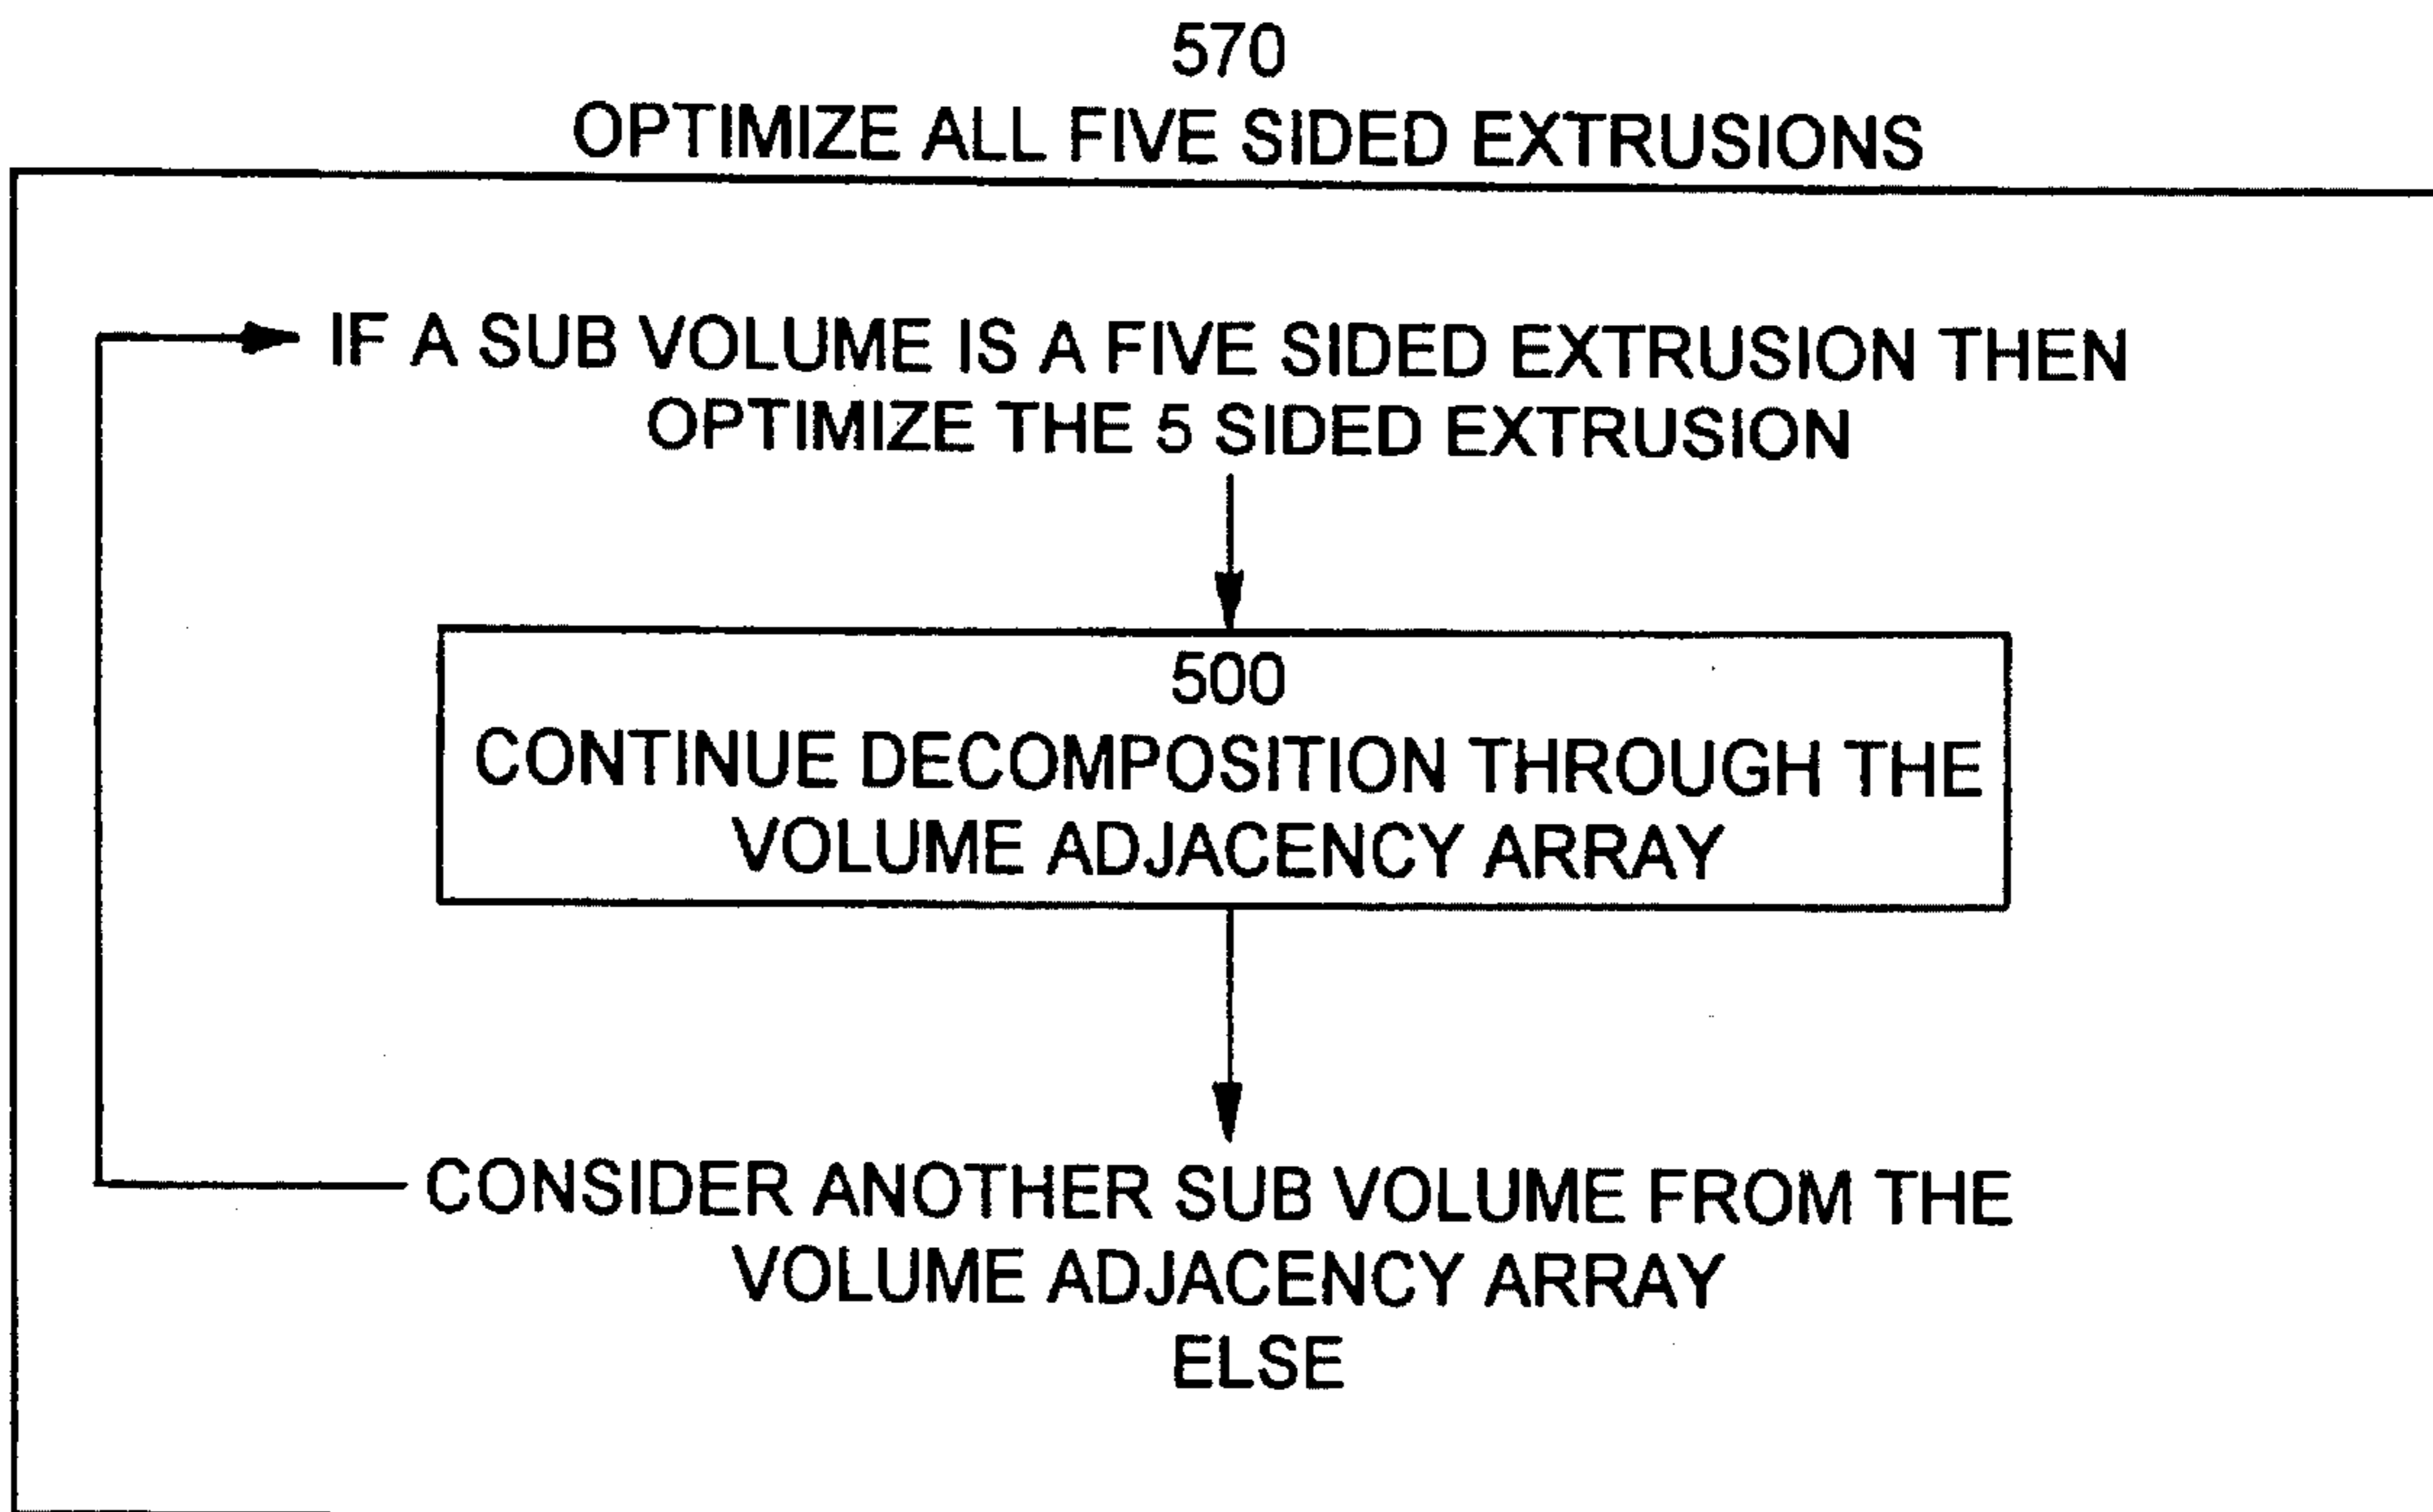 570
OPTIMIZE ALL FIVE SIDED EXTRUSIONS
IF A SUB VOLUME IS A FIVE SIDED EXTRUSION THEN
OPTIMIZE THE 5 SIDED EXTRUSION
500
CONTINUE DECOMPOSITION THROUGH THE
VOLUME ADJACENCY ARRAY
CONSIDER ANOTHER SUB VOLUME FROM THE
VOLUME ADJACENCY ARRAY
ELSE